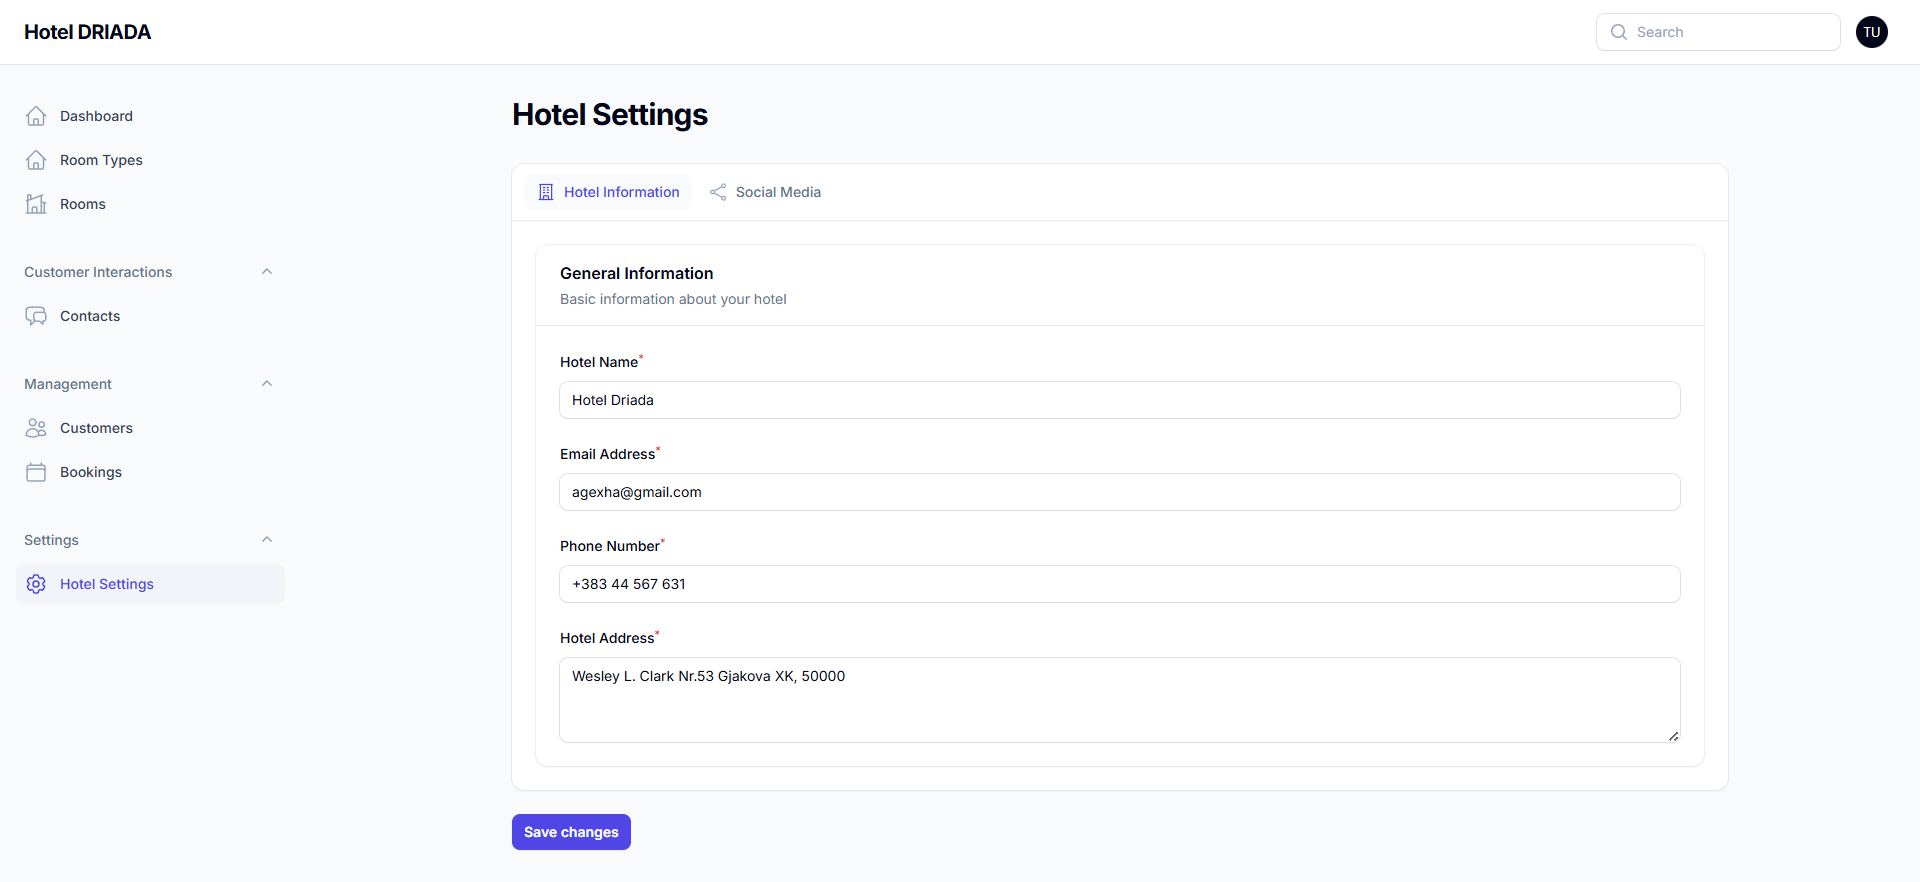 Hotel DRIADA
Search
TU
Dashboard
Room Types
Rooms
Customer Interactions
Contacts
Management
Customers
Bookings
Settings
Hotel Settings
Hotel Settings
Hotel Information
Social Media
General Information
Basic information about your hotel
Hotel Name*
Hotel Driada
Email Address*
agexha@gmail.com
Phone Number*
+383 44 567 631
Hotel Address*
Wesley L. Clark Nr.53 Gjakova XK, 50000
Save changes